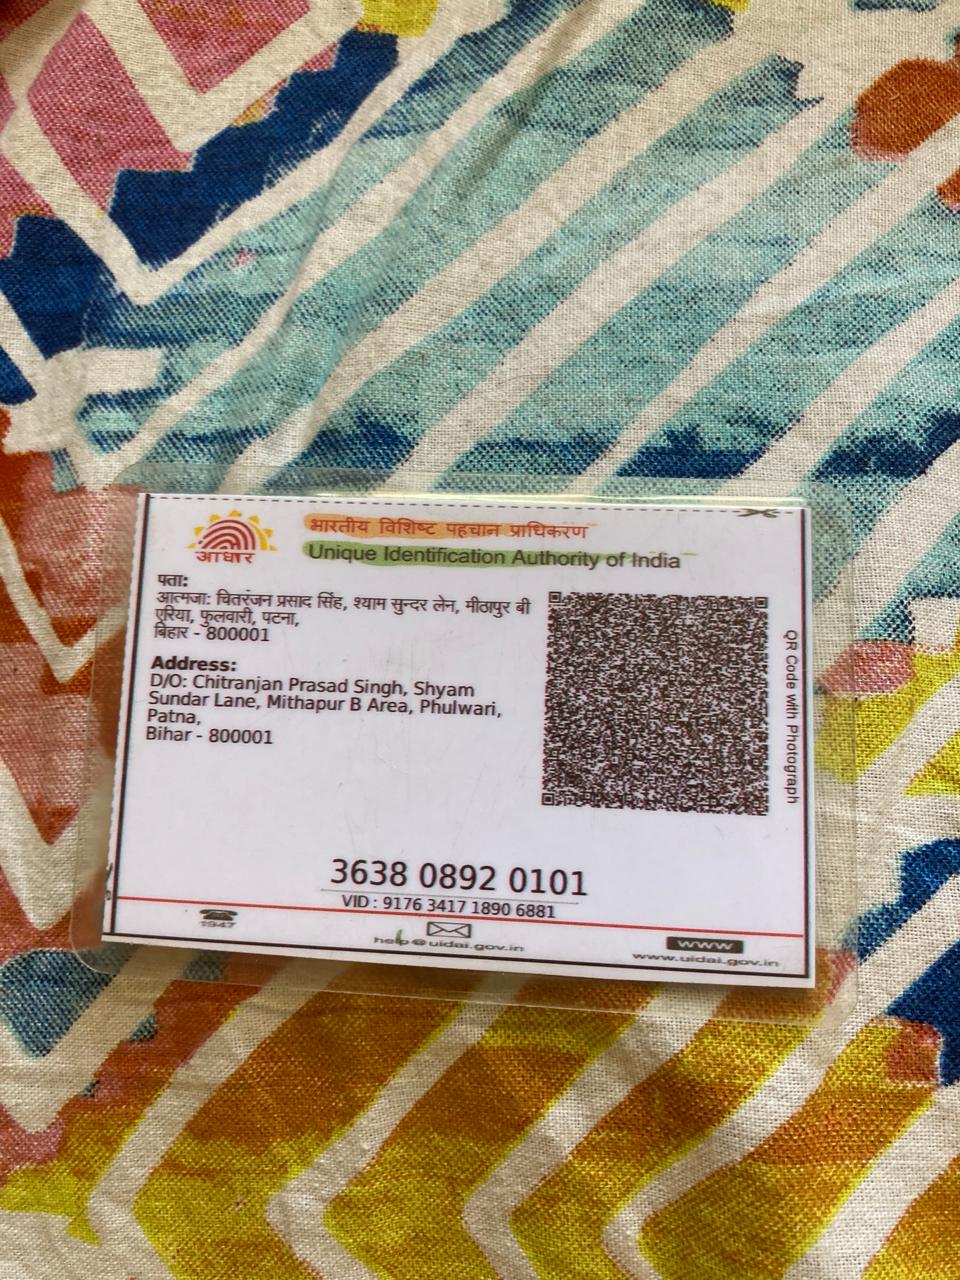 आधार
भारतीय विशिष्ट पहचान प्राधिकरण
Unique Identification Authority of India
पता:
आत्मजा: चितरंजन प्रसाद सिंह, श्याम सुन्दर लेन, मीठापुर बी
एरिया, फुलवारी, पटना,
बिहार - 800001
Address:
D/O: Chitranjan Prasad Singh, Shyam
Sundar Lane, Mithapur B Area, Phulwari,
Patna,
Bihar - 800001
QR Code with Photograph
3638 0892 0101
VID : 9176 3417 1890 6881
1947
help@uidai.gov.in
www
www.uidai.gov.in